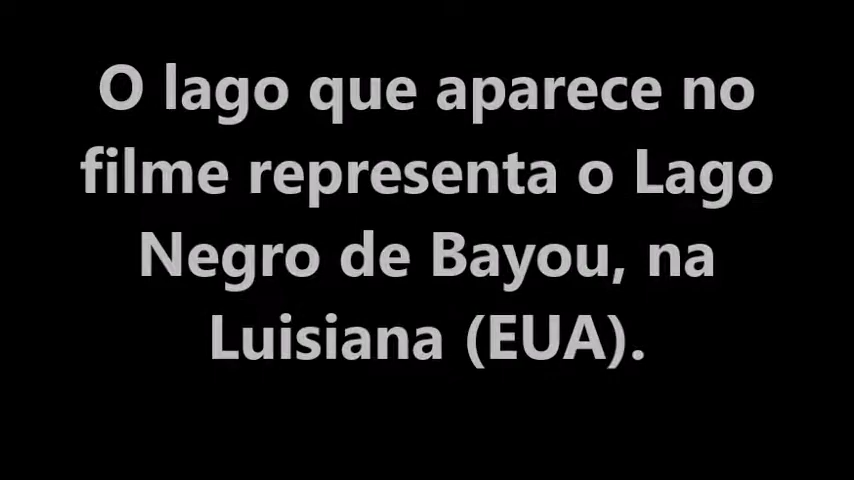 O lago que aparece no
filme representa o Lago
Negro de Bayou, na
Luisiana (EUA).